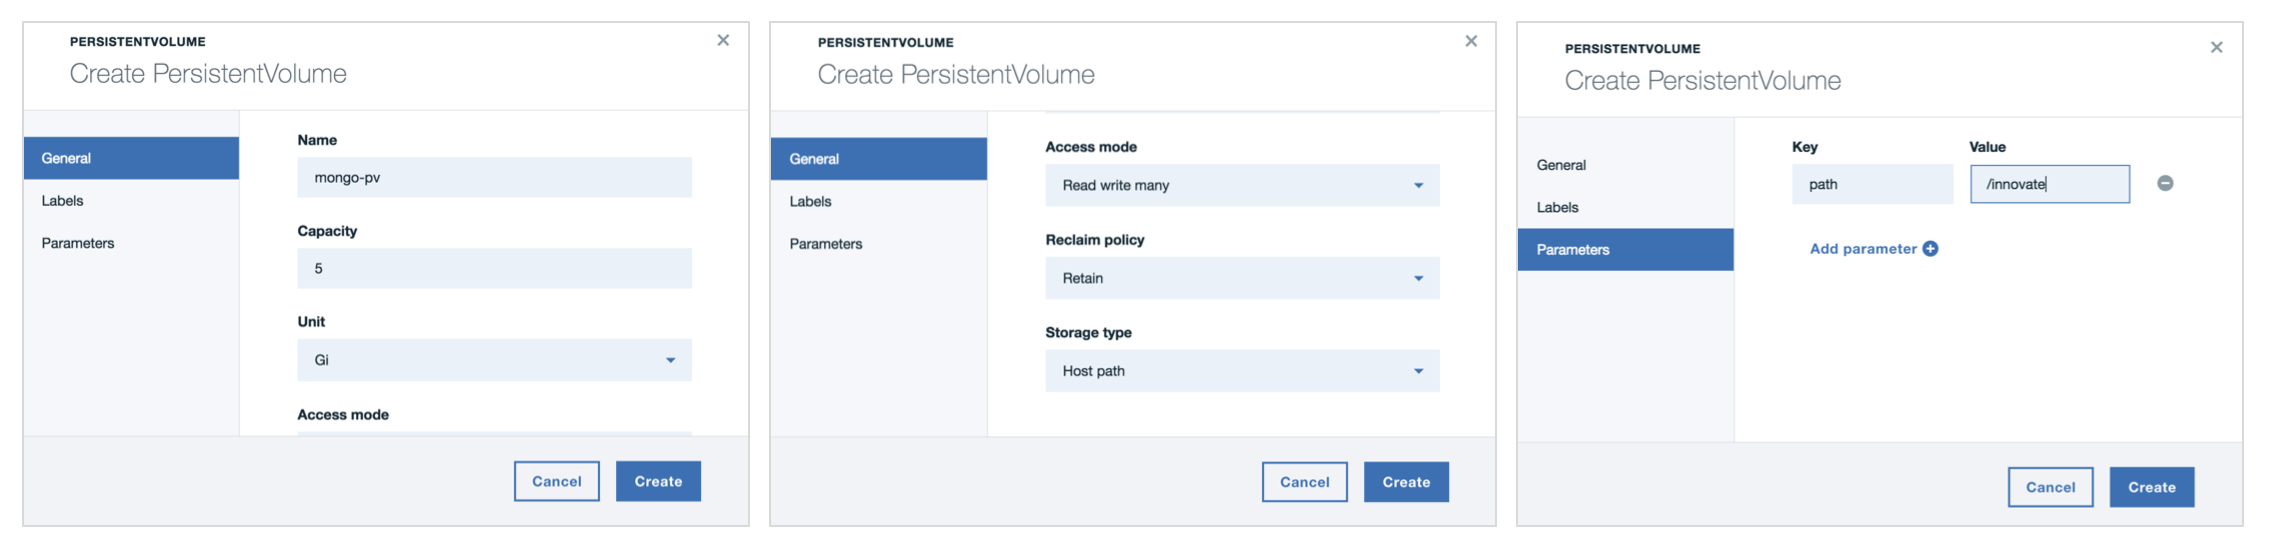 PERSISTENTVOLUME
Create PersistentVolume
General
Labels
Parameters
Name
mongo-pv
Capacity
5
Unit
Gi
Access mode
Cancel
Create
PERSISTENTVOLUME
Create PersistentVolume
General
Labels
Parameters
Access mode
Read write many
Reclaim policy
Retain
Storage type
Host path
Cancel
Create
PERSISTENTVOLUME
Create PersistentVolume
General
Labels
Parameters
Key Value
path /innovate
Add parameter
Cancel
Create